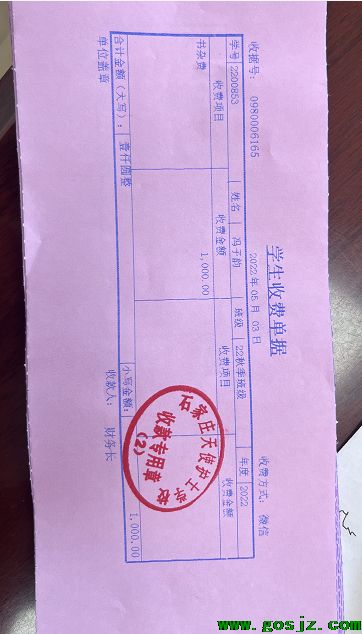 学生收费单据
收据号: 0980006165 2022年05月03日 收费方式: 微信
学号 2200853 姓名 冯子韵 班级 22秋季班级 年度 2022
收费项目 收费金额 收费项目 收费金额
书杂费 1,000.00
合计金额(大写): 壹仟圆整 小写金额: 1,000.00
单位盖章 收款人: 财务长
石家庄天使护士学校
收款专用章
(2)
www.gosjz.com